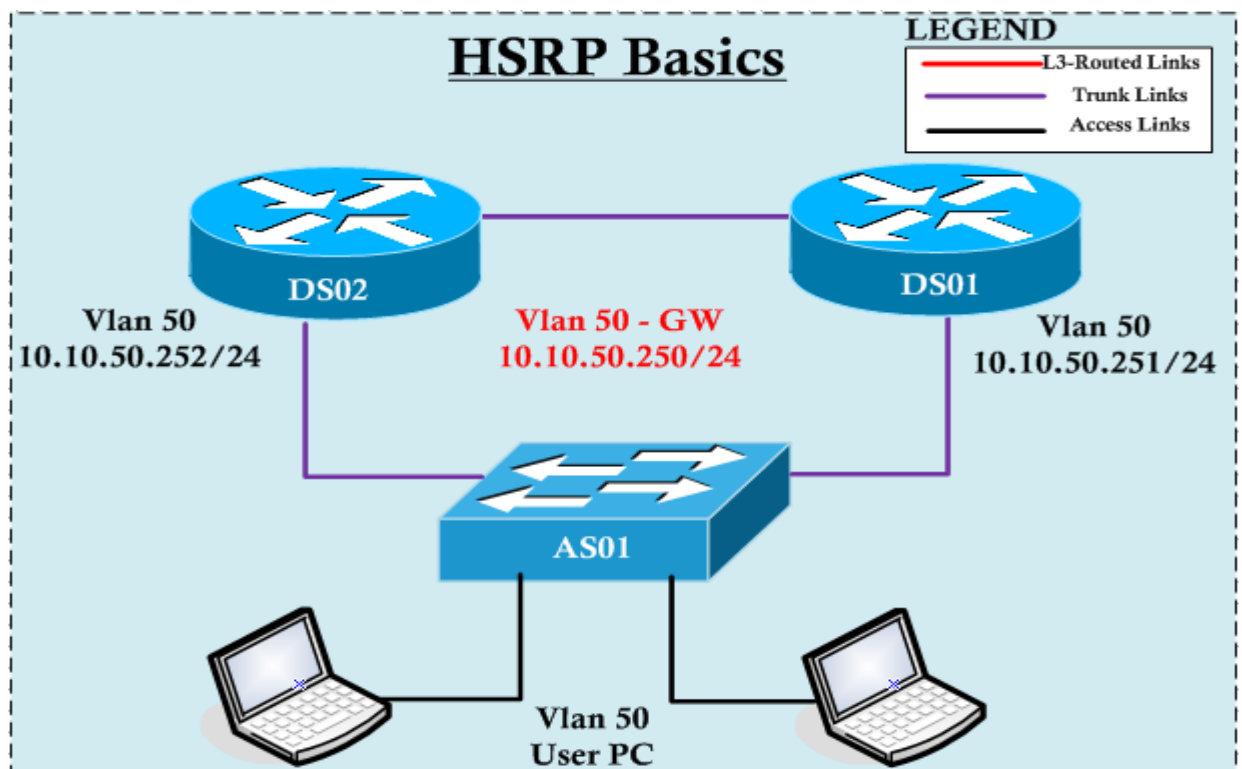 HSRP Basics
LEGEND
L3-Routed Links
Trunk Links
Access Links
DS02
DS01
Vlan 50
10.10.50.252/24
Vlan 50 - GW
10.10.50.250/24
Vlan 50
10.10.50.251/24
AS01
Vlan 50
User PC